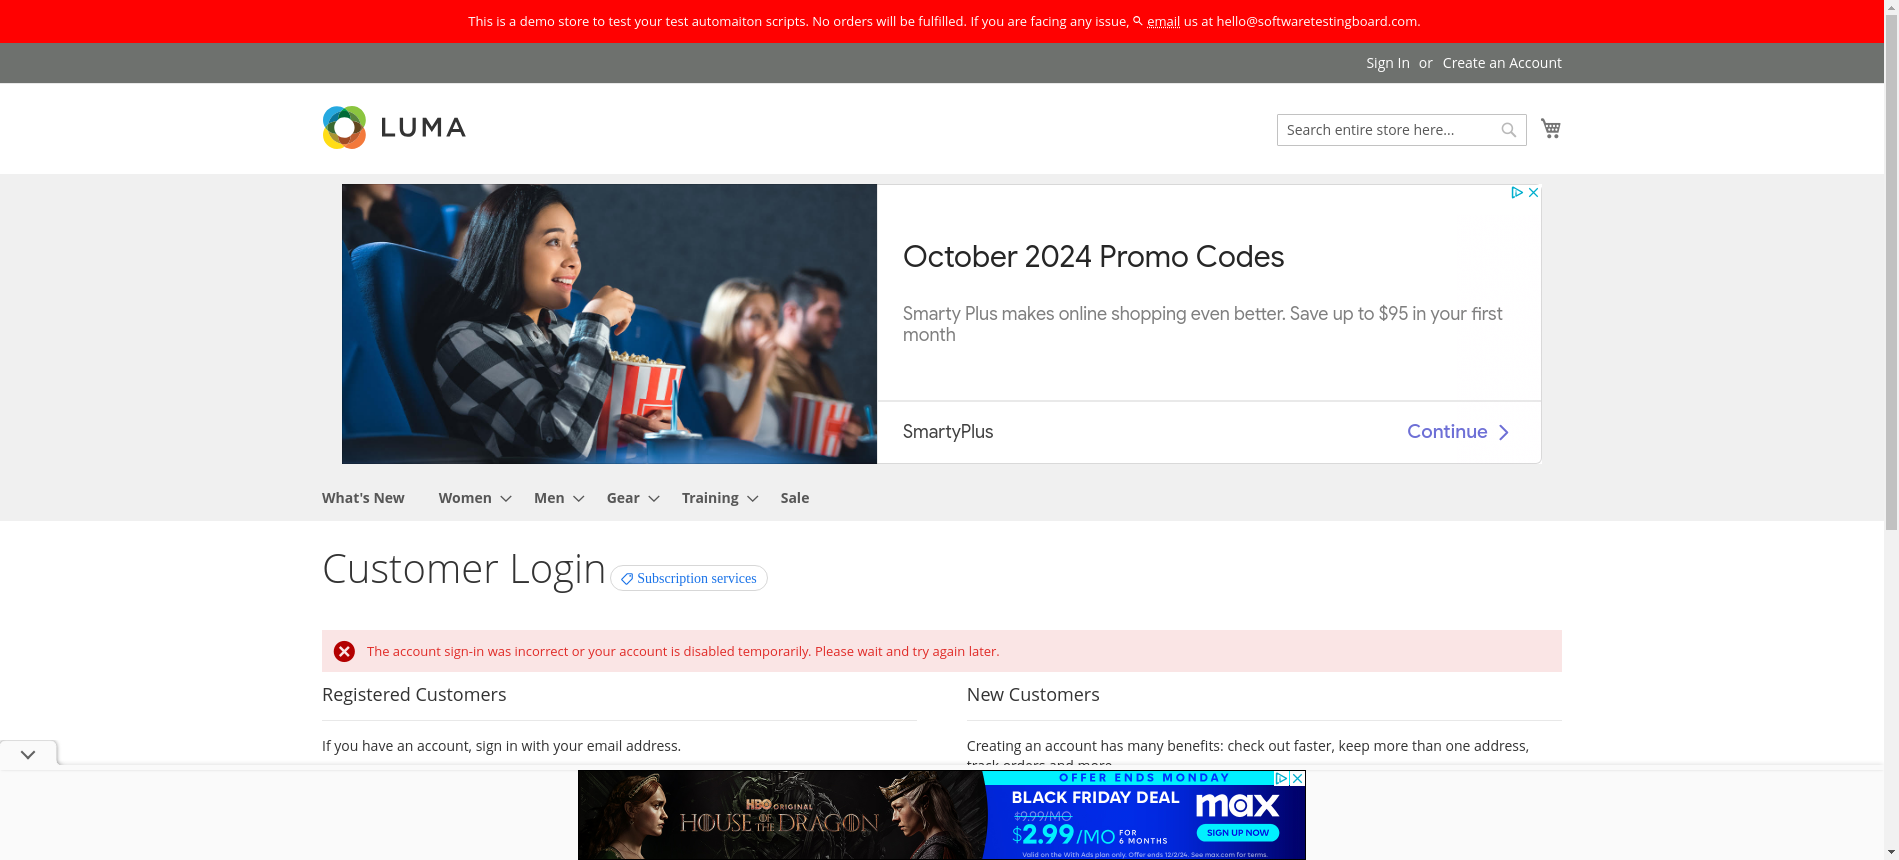 This is a demo store to test your test automaiton scripts. No orders will be fulfilled. If you are facing any issue, email us at hello@softwaretestingboard.com.
Sign In or Create an Account
LUMA
Search entire store here...
October 2024 Promo Codes
Smarty Plus makes online shopping even better. Save up to $95 in your first
month
SmartyPlus
Continue
What's New Women Men Gear Training Sale
Customer Login
Subscription services
The account sign-in was incorrect or your account is disabled temporarily. Please wait and try again later.
Registered Customers
New Customers
If you have an account, sign in with your email address.
Creating an account has many benefits: check out faster, keep more than one address,
track orders and more.
HBO ORIGINAL
HOUSE OF THE DRAGON
OFFER ENDS MONDAY
BLACK FRIDAY DEAL
$9.99/MO
$2.99/MO FOR 6 MONTHS
max
SIGN UP NOW
Valid on the With Ads plan only. Offer ends 12/2/24. See max.com for terms.